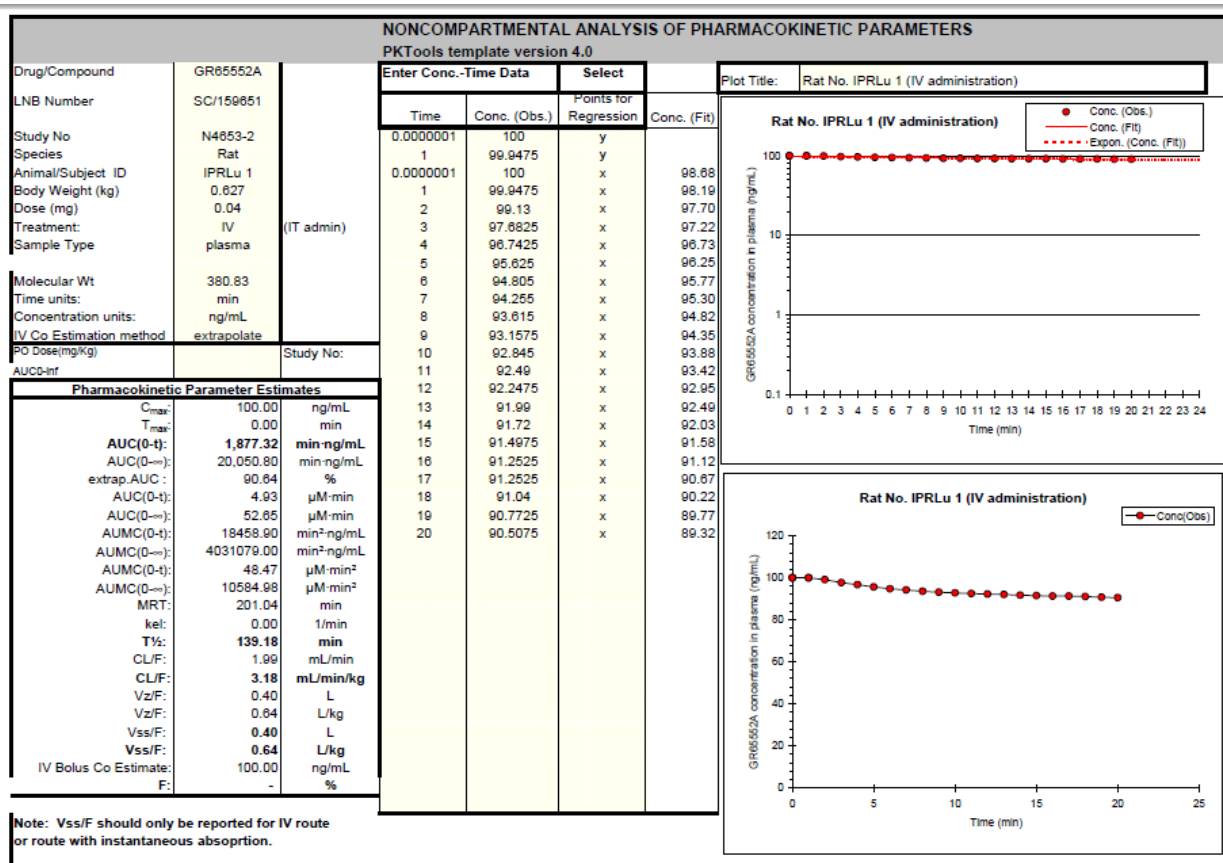 NONCOMPARTMENTAL ANALYSIS OF PHARMACOKINETIC PARAMETERS
PKTools template version 4.0
Drug/Compound GR65552A
LNB Number SC/159651
Study No N4653-2
Species Rat
Animal/Subject ID IPRLu 1
Body Weight (kg) 0.627
Dose (mg) 0.04
Treatment: IV (IT admin)
Sample Type plasma
Molecular Wt 380.83
Time units: min
Concentration units: ng/mL
IV Co Estimation method extrapolate
PO Dose(mg/Kg) Study No:
AUC0-inf
Pharmacokinetic Parameter Estimates
Cmax: 100.00 ng/mL
Tmax: 0.00 min
AUC(0-t): 1,877.32 min·ng/mL
AUC(0-∞): 20,050.80 min·ng/mL
extrap.AUC : 90.64 %
AUC(0-t): 4.93 µM·min
AUC(0-∞): 52.65 µM·min
AUMC(0-t): 18458.90 min²·ng/mL
AUMC(0-∞): 4031079.00 min²·ng/mL
AUMC(0-t): 48.47 µM·min²
AUMC(0-∞): 10584.98 µM·min²
MRT: 201.04 min
kel: 0.00 1/min
T½: 139.18 min
CL/F: 1.99 mL/min
CL/F: 3.18 mL/min/kg
Vz/F: 0.40 L
Vz/F: 0.64 L/kg
Vss/F: 0.40 L
Vss/F: 0.64 L/kg
IV Bolus Co Estimate: 100.00 ng/mL
F: - %
Note: Vss/F should only be reported for IV route
or route with instantaneous absoprtion.
Enter Conc.-Time Data Select
Points for
Time Conc. (Obs.) Regression Conc. (Fit)
0.0000001 100 y
1 99.9475 y
0.0000001 100 x 98.68
1 99.9475 x 98.19
2 99.13 x 97.70
3 97.6825 x 97.22
4 96.7425 x 96.73
5 95.625 x 96.25
6 94.805 x 95.77
7 94.255 x 95.30
8 93.615 x 94.82
9 93.1575 x 94.35
10 92.845 x 93.88
11 92.49 x 93.42
12 92.2475 x 92.95
13 91.99 x 92.49
14 91.72 x 92.03
15 91.4975 x 91.58
16 91.2525 x 91.12
17 91.2525 x 90.67
18 91.04 x 90.22
19 90.7725 x 89.77
20 90.5075 x 89.32
Plot Title: Rat No. IPRLu 1 (IV administration)
Rat No. IPRLu 1 (IV administration)
Conc. (Obs.)
Conc. (Fit)
Expon. (Conc. (Fit))
GR65552A concentration in plasma (ng/mL)
100
10
1
0.1
0 1 2 3 4 5 6 7 8 9 10 11 12 13 14 15 16 17 18 19 20 21 22 23 24
Time (min)
Rat No. IPRLu 1 (IV administration)
Conc(Obs)
GR65552A concentration in plasma (ng/mL)
120
100
80
60
40
20
0
0 5 10 15 20 25
Time (min)